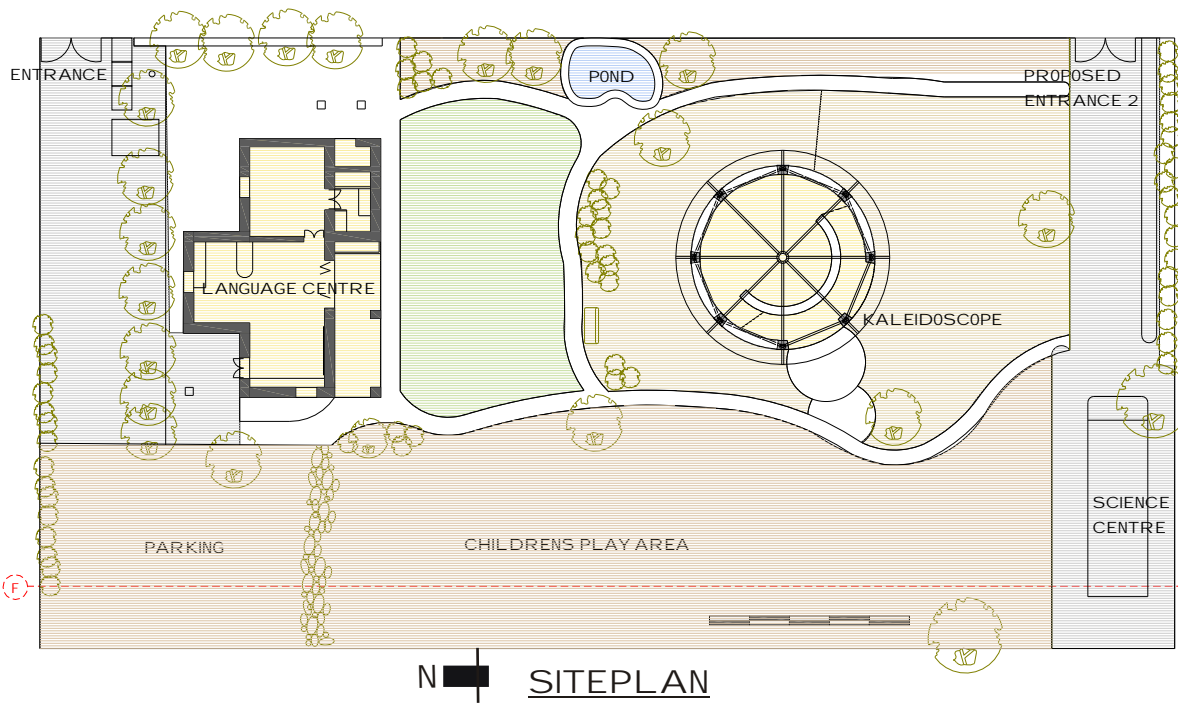 ENTRANCE
POND
PROPOSED
ENTRANCE 2
LANGUAGE CENTRE
KALEIDOSCOPE
SCIENCE
CENTRE
PARKING
CHILDRENS PLAY AREA
F
N
SITEPLAN